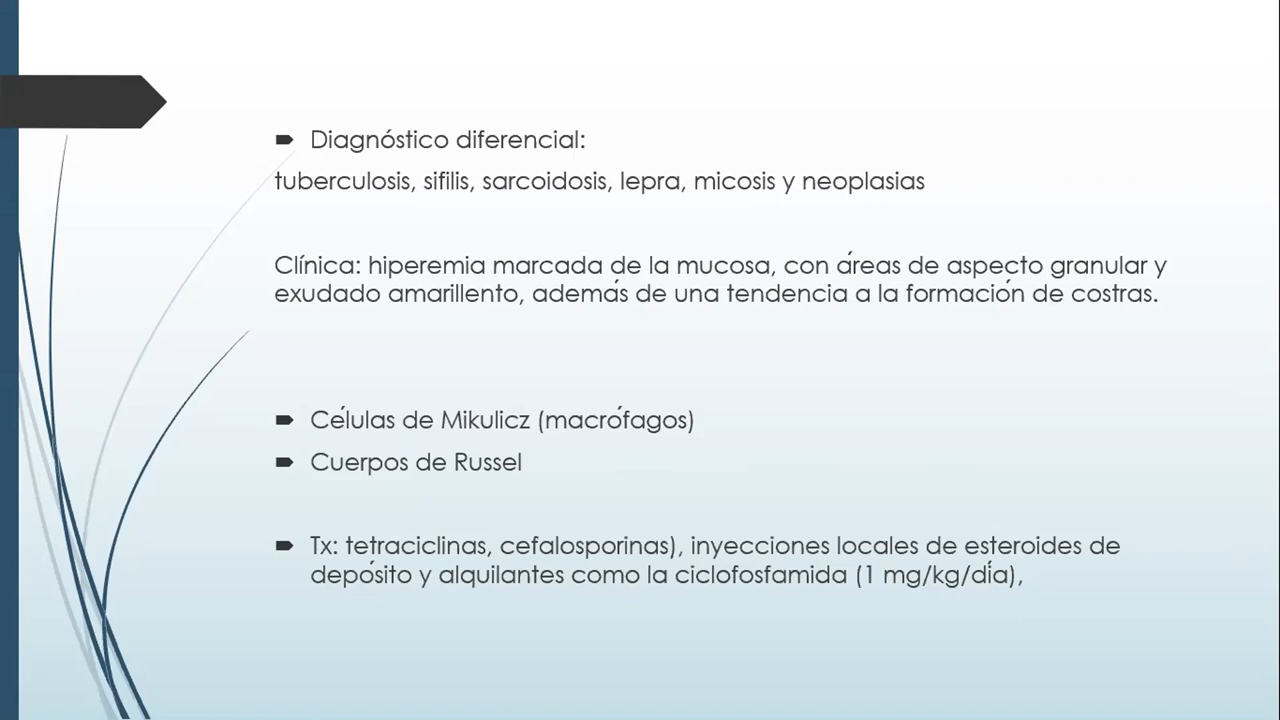 Diagnóstico diferencial:
tuberculosis, sifilis, sarcoidosis, lepra, micosis y neoplasias
Clínica: hiperemia marcada de la mucosa, con áreas de aspecto granular y
exudado amarillento, además de una tendencia a la formación de costras.
Células de Mikulicz (macrófagos)
Cuerpos de Russel
Tx: tetraciclinas, cefalosporinas), inyecciones locales de esteroides de
depósito y alquilantes como la ciclofosfamida (1 mg/kg/día),